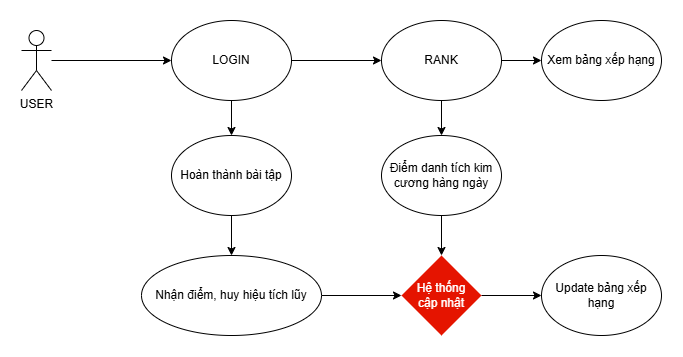 LOGIN
RANK
Xem bảng xếp hạng
USER
Hoàn thành bài tập
Điểm danh tích kim
cương hàng ngày
Nhận điểm, huy hiệu tích lũy
Hệ thống
cập nhật
Update bảng xếp
hạng